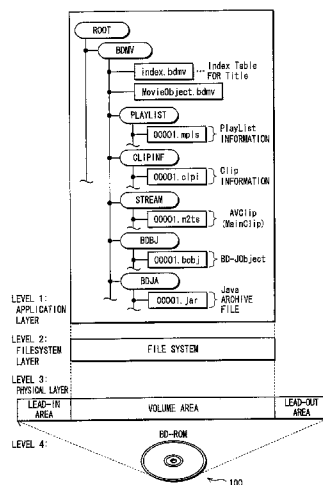 ROOT
BDMV
index.bdmv ... Index Table
FOR Title
MovieObject.bdmv
PLAYLIST
00001.mpls PlayList
INFORMATION
CLIPINF
00001.clpi Clip
INFORMATION
STREAM
00001.m2ts AVClip
(MainClip)
BDBJ
00001.bobj BD-JObject
BDJA
00001.jar Java
ARCHIVE
FILE
LEVEL 1:
APPLICATION
LAYER
LEVEL 2:
FILESYSTEM
LAYER
FILE SYSTEM
LEVEL 3:
PHYSICAL LAYER
LEAD-IN
AREA
VOLUME AREA
LEAD-OUT
AREA
LEVEL 4:
BD-ROM
100